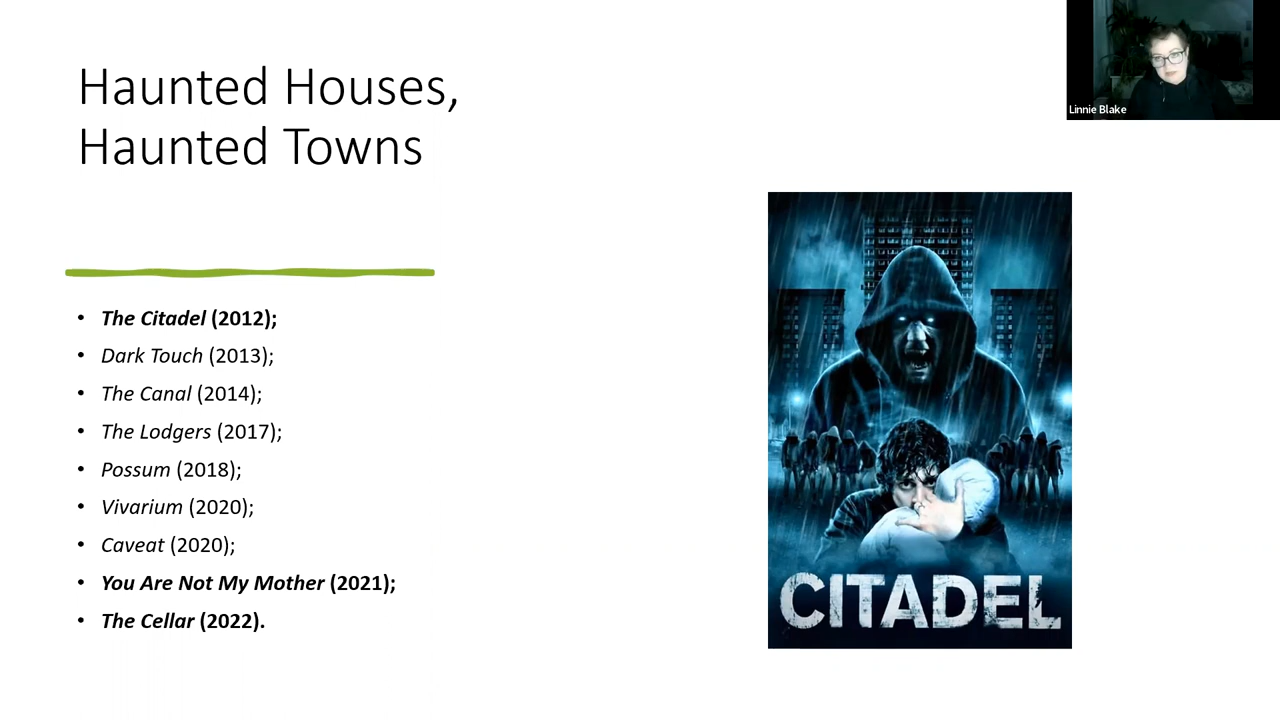 Haunted Houses,
Haunted Towns
• The Citadel (2012);
• Dark Touch (2013);
• The Canal (2014);
• The Lodgers (2017);
• Possum (2018);
• Vivarium (2020);
• Caveat (2020);
• You Are Not My Mother (2021);
• The Cellar (2022).
Linnie Blake
CITADEL